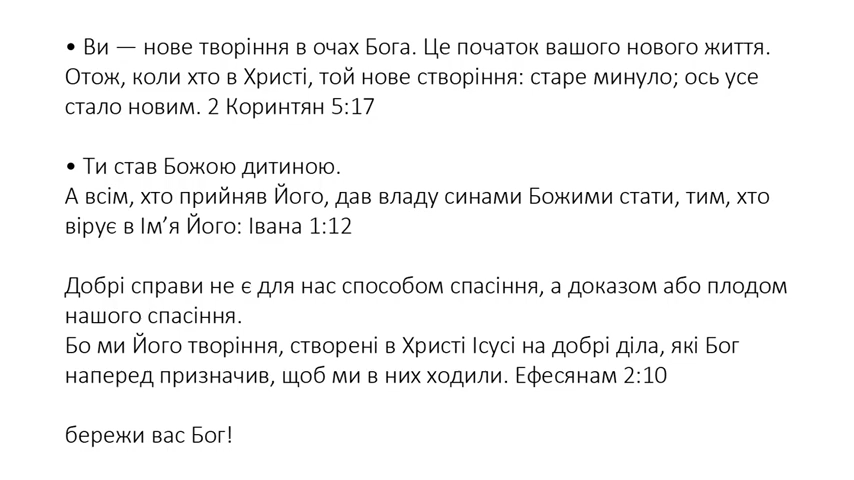 • Ви — нове творіння в очах Бога. Це початок вашого нового життя.
Отож, коли хто в Христі, той нове створіння: старе минуло; ось усе
стало новим. 2 Коринтян 5:17
• Ти став Божою дитиною.
А всім, хто прийняв Його, дав владу синами Божими стати, тим, хто
вірує в Ім’я Його: Івана 1:12
Добрі справи не є для нас способом спасіння, а доказом або плодом
нашого спасіння.
Бо ми Його творіння, створені в Христі Ісусі на добрі діла, які Бог
наперед призначив, щоб ми в них ходили. Ефесянам 2:10
бережи вас Бог!